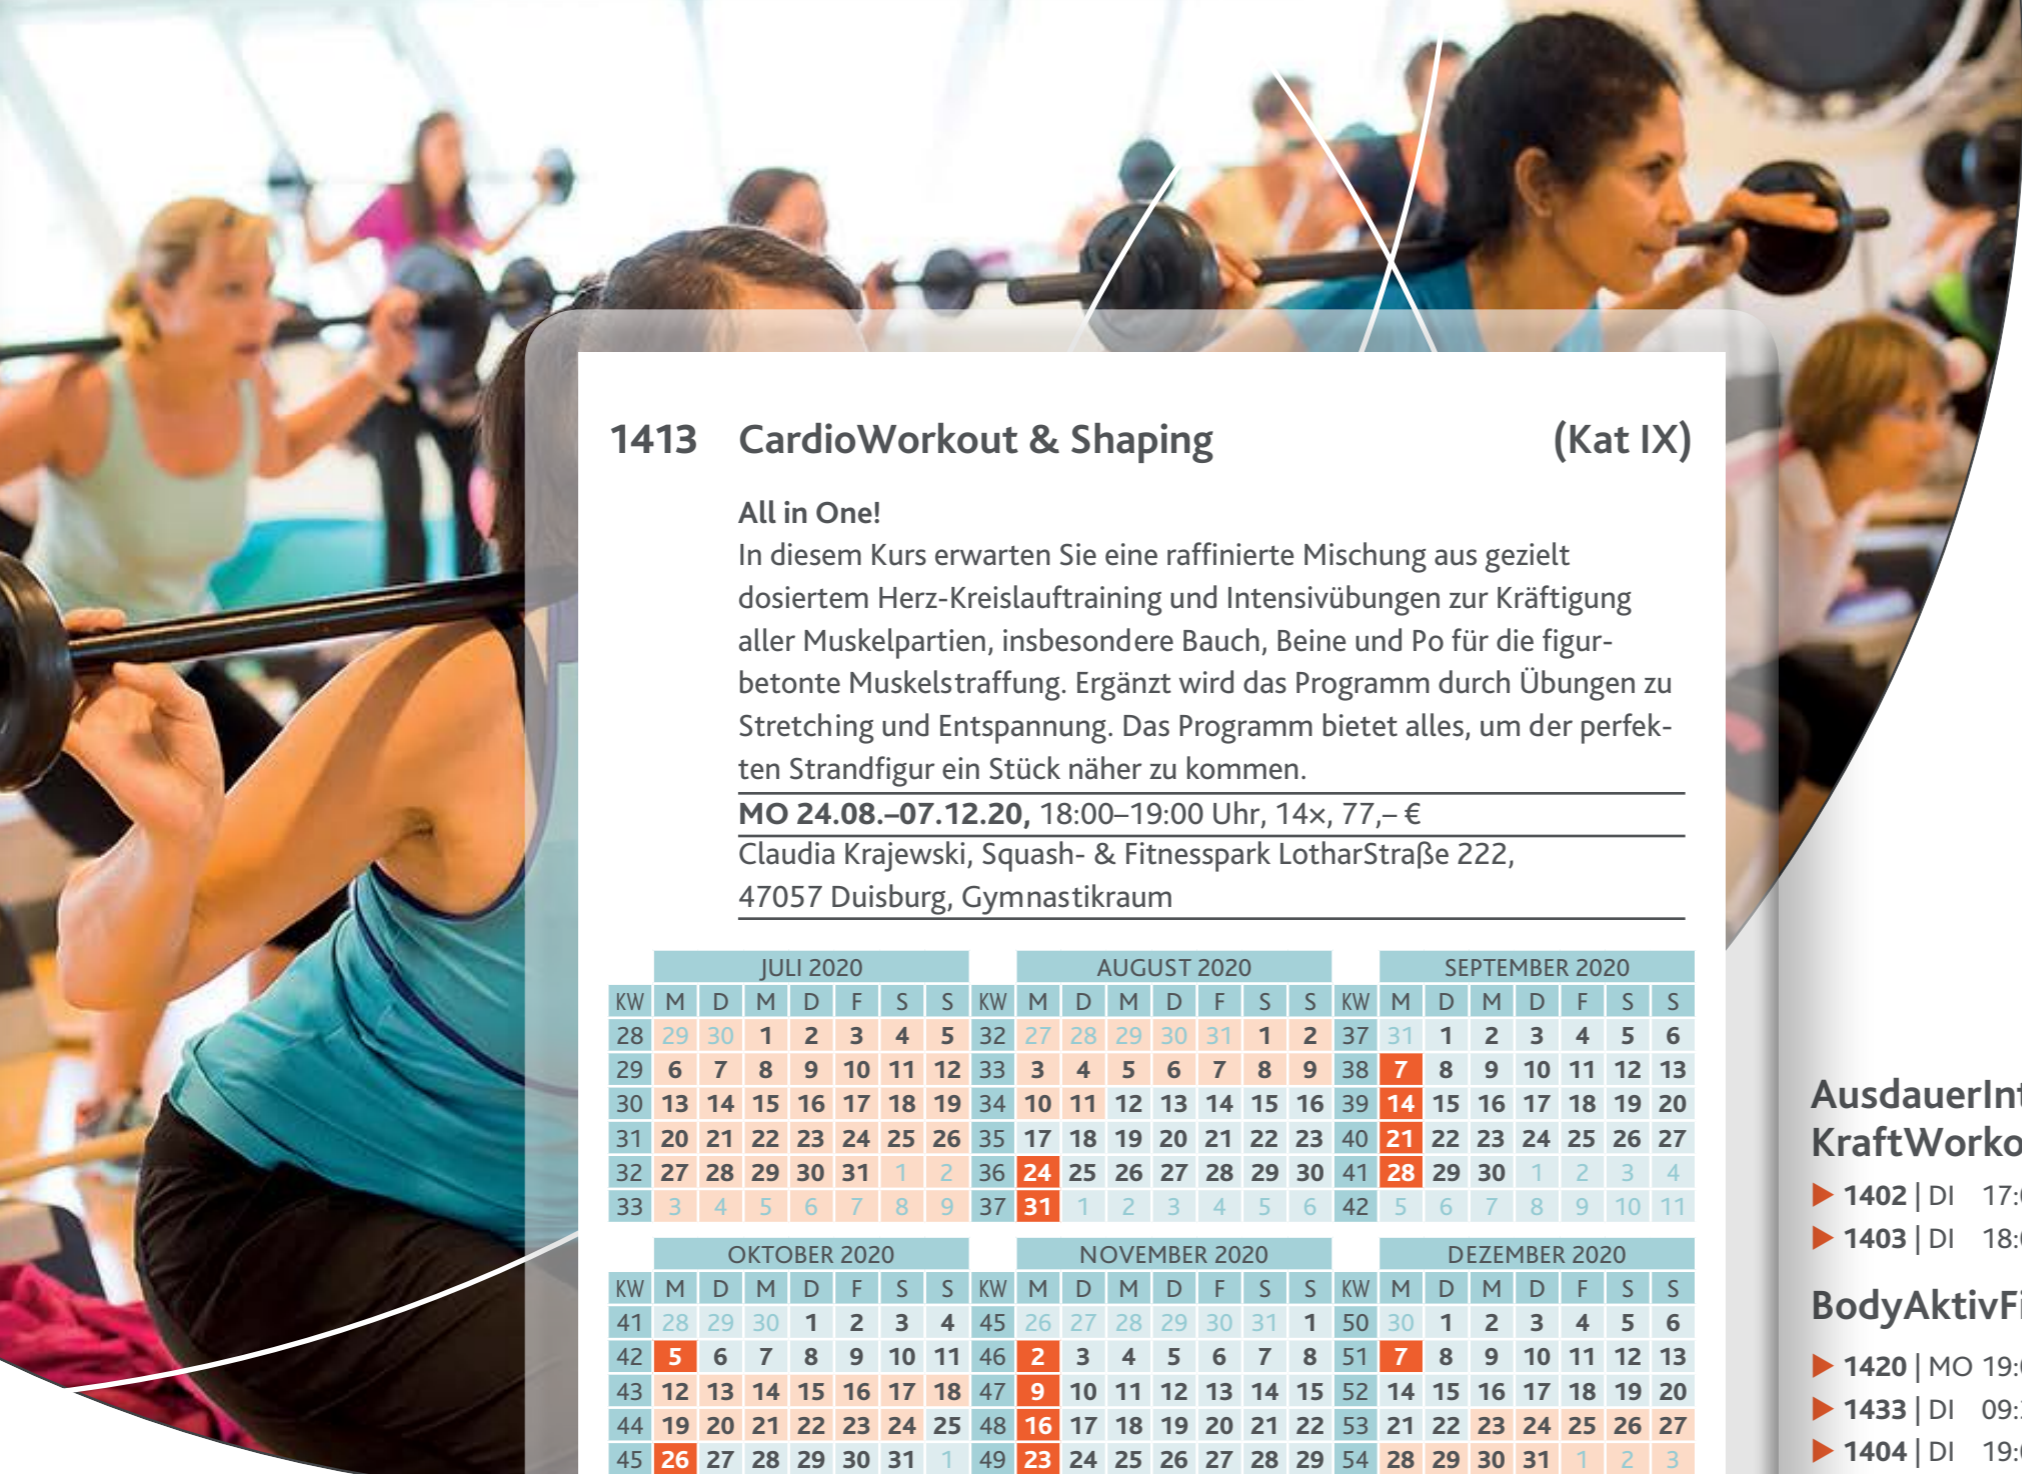 1413 CardioWorkout & Shaping (Kat IX)
All in One!
In diesem Kurs erwarten Sie eine raffinierte Mischung aus gezielt
dosiertem Herz-Kreislauftraining und Intensivübungen zur Kräftigung
aller Muskelpartien, insbesondere Bauch, Beine und Po für die figur-
betonte Muskelstraffung. Ergänzt wird das Programm durch Übungen zu
Stretching und Entspannung. Das Programm bietet alles, um der perfek-
ten Strandfigur ein Stück näher zu kommen.
MO 24.08.–07.12.20, 18:00–19:00 Uhr, 14×, 77,– €
Claudia Krajewski, Squash- & Fitnesspark LotharStraße 222,
47057 Duisburg, Gymnastikraum
JULI 2020 AUGUST 2020 SEPTEMBER 2020
KW M D M D F S S KW M D M D F S S KW M D M D F S S
28 29 30 1 2 3 4 5 32 27 28 29 30 31 1 2 37 31 1 2 3 4 5 6
29 6 7 8 9 10 11 12 33 3 4 5 6 7 8 9 38 7 8 9 10 11 12 13
30 13 14 15 16 17 18 19 34 10 11 12 13 14 15 16 39 14 15 16 17 18 19 20
31 20 21 22 23 24 25 26 35 17 18 19 20 21 22 23 40 21 22 23 24 25 26 27
32 27 28 29 30 31 1 2 36 24 25 26 27 28 29 30 41 28 29 30 1 2 3 4
33 3 4 5 6 7 8 9 37 31 1 2 3 4 5 6 42 5 6 7 8 9 10 11
OKTOBER 2020 NOVEMBER 2020 DEZEMBER 2020
KW M D M D F S S KW M D M D F S S KW M D M D F S S
41 28 29 30 1 2 3 4 45 26 27 28 29 30 31 1 50 30 1 2 3 4 5 6
42 5 6 7 8 9 10 11 46 2 3 4 5 6 7 8 51 7 8 9 10 11 12 13
43 12 13 14 15 16 17 18 47 9 10 11 12 13 14 15 52 14 15 16 17 18 19 20
44 19 20 21 22 23 24 25 48 16 17 18 19 20 21 22 53 21 22 23 24 25 26 27
45 26 27 28 29 30 31 1 49 23 24 25 26 27 28 29 54 28 29 30 31 1 2 3
AusdauerInt
KraftWorko
▶ 1402 | DI 17:0
▶ 1403 | DI 18:0
BodyAktivFi
▶ 1420 | MO 19:0
▶ 1433 | DI 09:
▶ 1404 | DI 19:0